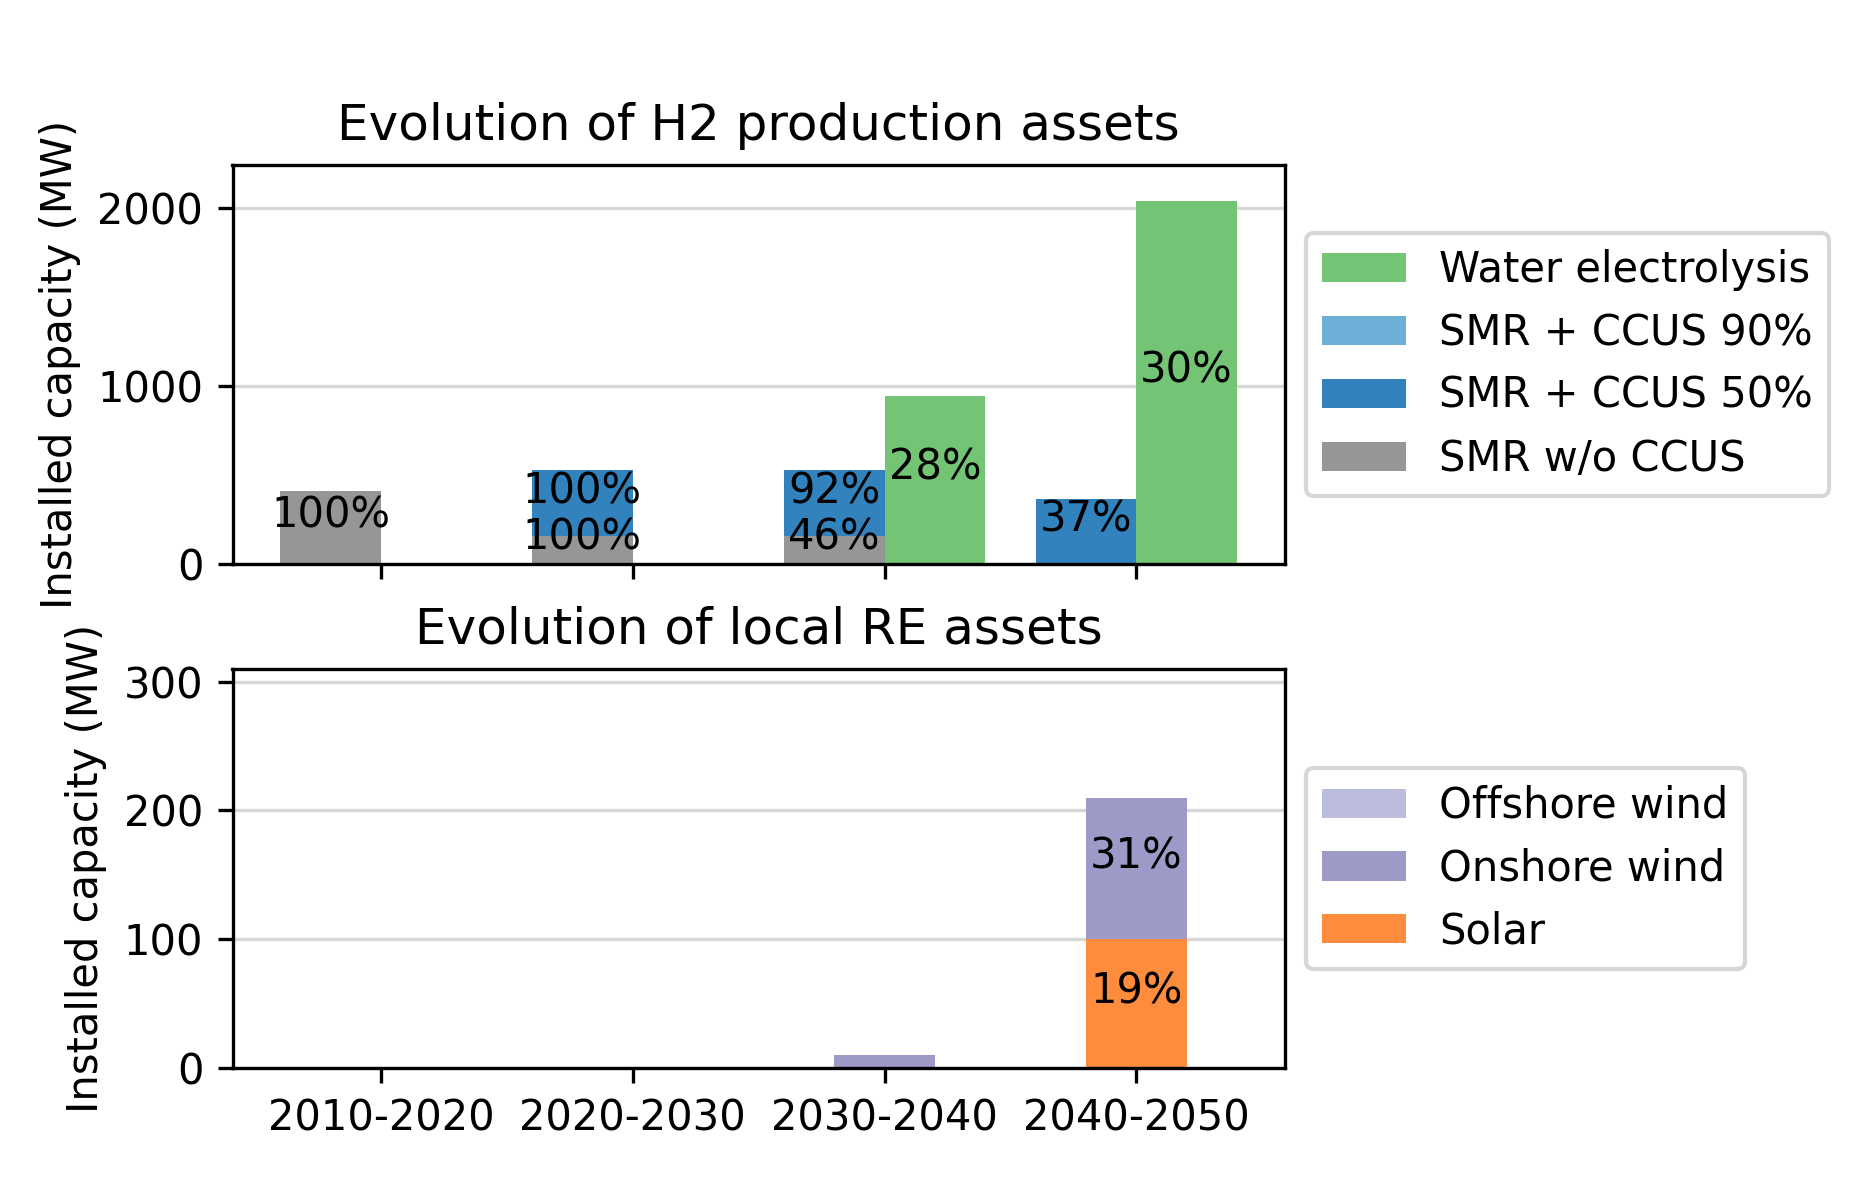 Evolution of H2 production assets
Installed capacity (MW)
2000
1000
0
100%
100%
100%
92%
46%
28%
37%
30%
Water electrolysis
SMR + CCUS 90%
SMR + CCUS 50%
SMR w/o CCUS
Evolution of local RE assets
Installed capacity (MW)
300
200
100
0
31%
19%
Offshore wind
Onshore wind
Solar
2010-2020 2020-2030 2030-2040 2040-2050